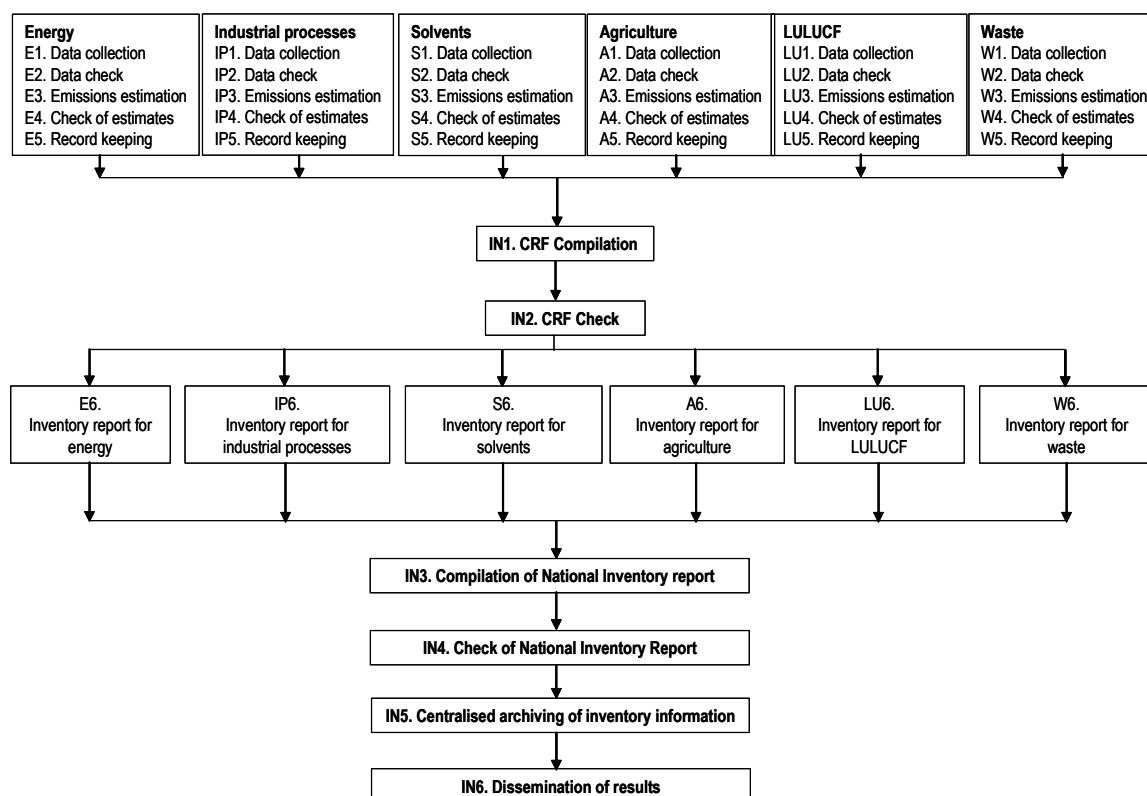 Energy
E1. Data collection
E2. Data check
E3. Emissions estimation
E4. Check of estimates
E5. Record keeping
Industrial processes
IP1. Data collection
IP2. Data check
IP3. Emissions estimation
IP4. Check of estimates
IP5. Record keeping
Solvents
S1. Data collection
S2. Data check
S3. Emissions estimation
S4. Check of estimates
S5. Record keeping
Agriculture
A1. Data collection
A2. Data check
A3. Emissions estimation
A4. Check of estimates
A5. Record keeping
LULUCF
LU1. Data collection
LU2. Data check
LU3. Emissions estimation
LU4. Check of estimates
LU5. Record keeping
Waste
W1. Data collection
W2. Data check
W3. Emissions estimation
W4. Check of estimates
W5. Record keeping
IN1. CRF Compilation
IN2. CRF Check
E6.
Inventory report for
energy
IP6.
Inventory report for
industrial processes
S6.
Inventory report for
solvents
A6.
Inventory report for
agriculture
LU6.
Inventory report for
LULUCF
W6.
Inventory report for
waste
IN3. Compilation of National Inventory report
IN4. Check of National Inventory Report
IN5. Centralised archiving of inventory information
IN6. Dissemination of results